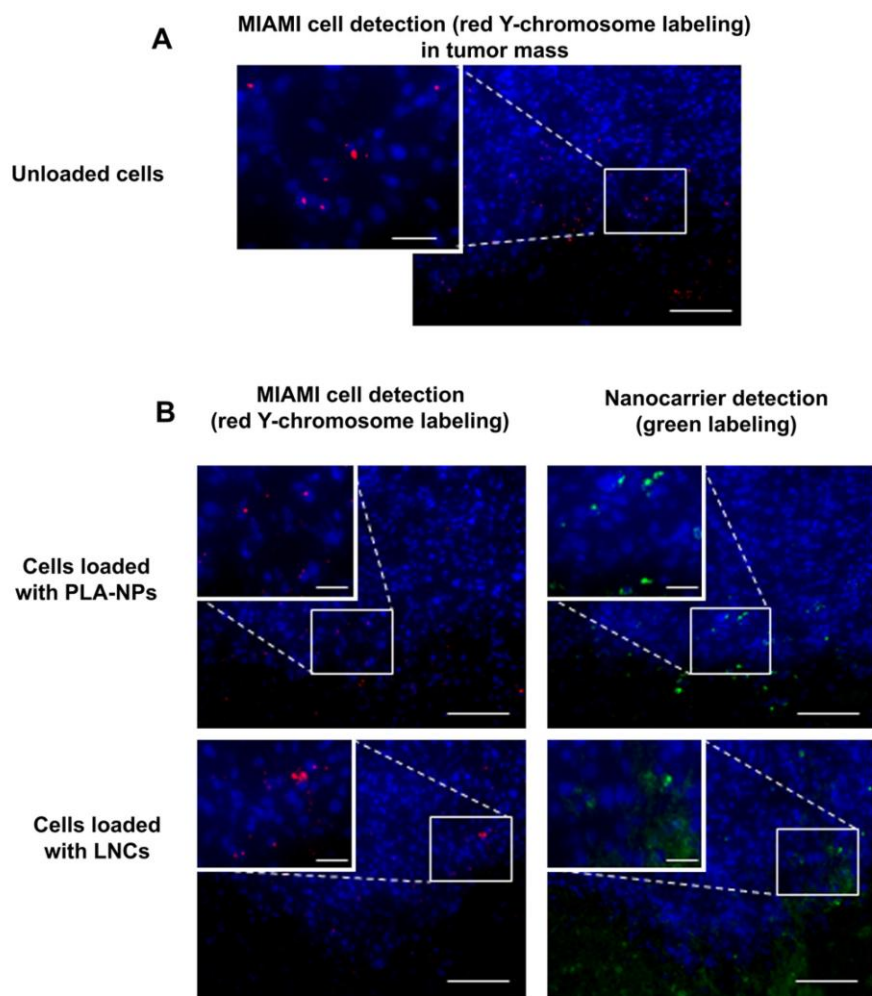 A
MIAMI cell detection (red Y-chromosome labeling)
in tumor mass
Unloaded cells
B
MIAMI cell detection
(red Y-chromosome labeling)
Nanocarrier detection
(green labeling)
Cells loaded
with PLA-NPs
Cells loaded
with LNCs